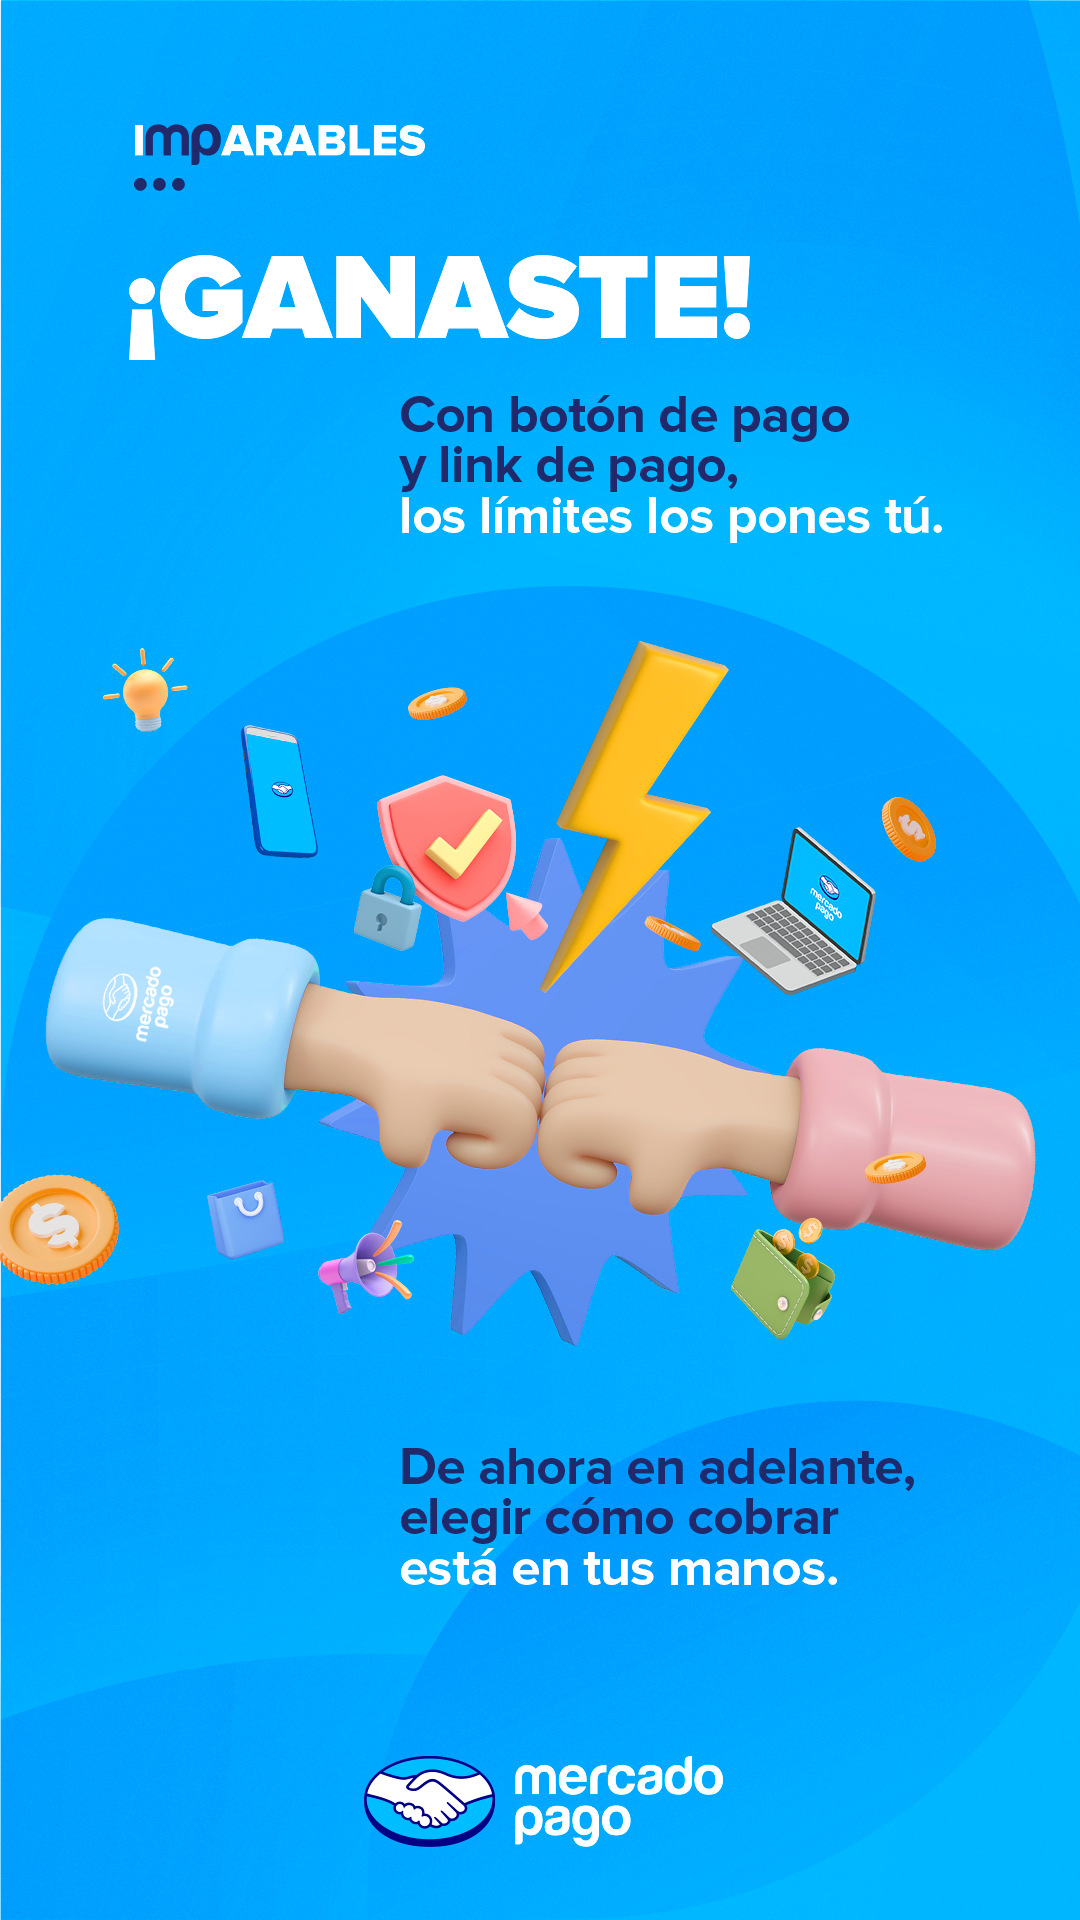 ImpARABLES
¡GANASTE!
Con botón de pago
y link de pago,
los límites los pones tú.
mercado
pago
mercado
pago
De ahora en adelante,
elegir cómo cobrar
está en tus manos.
mercado
pago